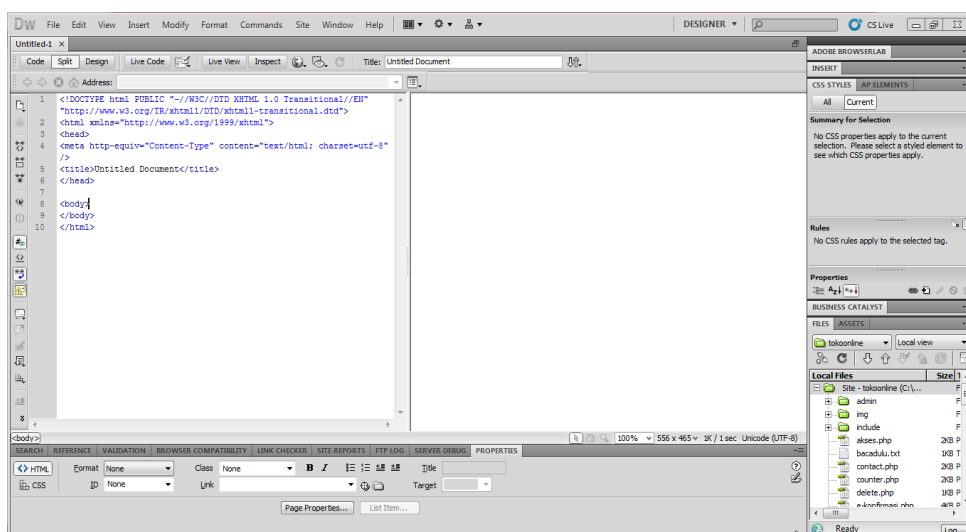 DW File Edit View Insert Modify Format Commands Site Window Help DESIGNER CS Live
Untitled-1 ×
Code Split Design Live Code Live View Inspect Title: Untitled Document
Address:
1 <!DOCTYPE html PUBLIC "-//W3C//DTD XHTML 1.0 Transitional//EN"
"http://www.w3.org/TR/xhtml1/DTD/xhtml1-transitional.dtd">
2 <html xmlns="http://www.w3.org/1999/xhtml">
3 <head>
4 <meta http-equiv="Content-Type" content="text/html; charset=utf-8"
/>
5 <title>Untitled Document</title>
6 </head>
7
8 <body>
9 </body>
10 </html>
<body> 100% 556 x 465 1K / 1 sec Unicode (UTF-8)
SEARCH REFERENCE VALIDATION BROWSER COMPATIBILITY LINK CHECKER SITE REPORTS FTP LOG SERVER DEBUG PROPERTIES
<> HTML Format None Class None B I Title
CSS ID None Link Target
Page Properties... List Item...
ADOBE BROWSERLAB
INSERT
CSS STYLES AP ELEMENTS
All Current
Summary for Selection
No CSS properties apply to the current
selection. Please select a styled element to
see which CSS properties apply.
Rules
No CSS rules apply to the selected tag.
Properties
BUSINESS CATALYST
FILES ASSETS
tokoonline Local view
Local Files Size T
Site - tokoonline (C:\... F
admin F
img F
include F
akses.php 2KB P
bacadulu.txt 1KB T
contact.php 2KB P
counter.php 2KB P
delete.php 1KB P
e-konfirmasi.php 4KB P
Ready Log